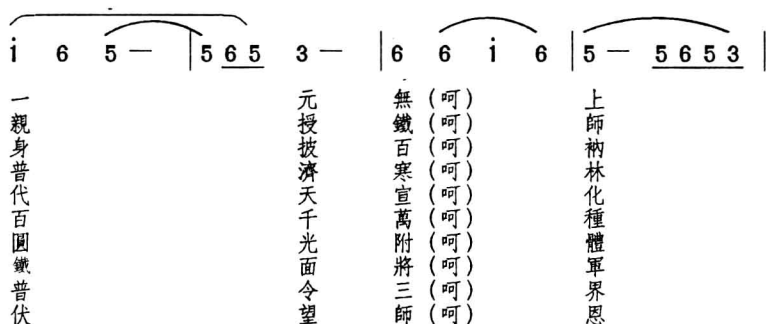 i 6 5 — | 5 6 5 3 — | 6 6 i 6 | 5 — 5 6 5 3 |
一 元 無(呵) 上
親 授 鐵(呵) 師
身 披 百(呵) 衲
普 濟 寒(呵) 林
代 天 宣(呵) 化
百 千 萬(呵) 種
圓 光 附(呵) 體
鐵 面 將(呵) 軍
普 令 三(呵) 界
伏 望 師(呵) 恩